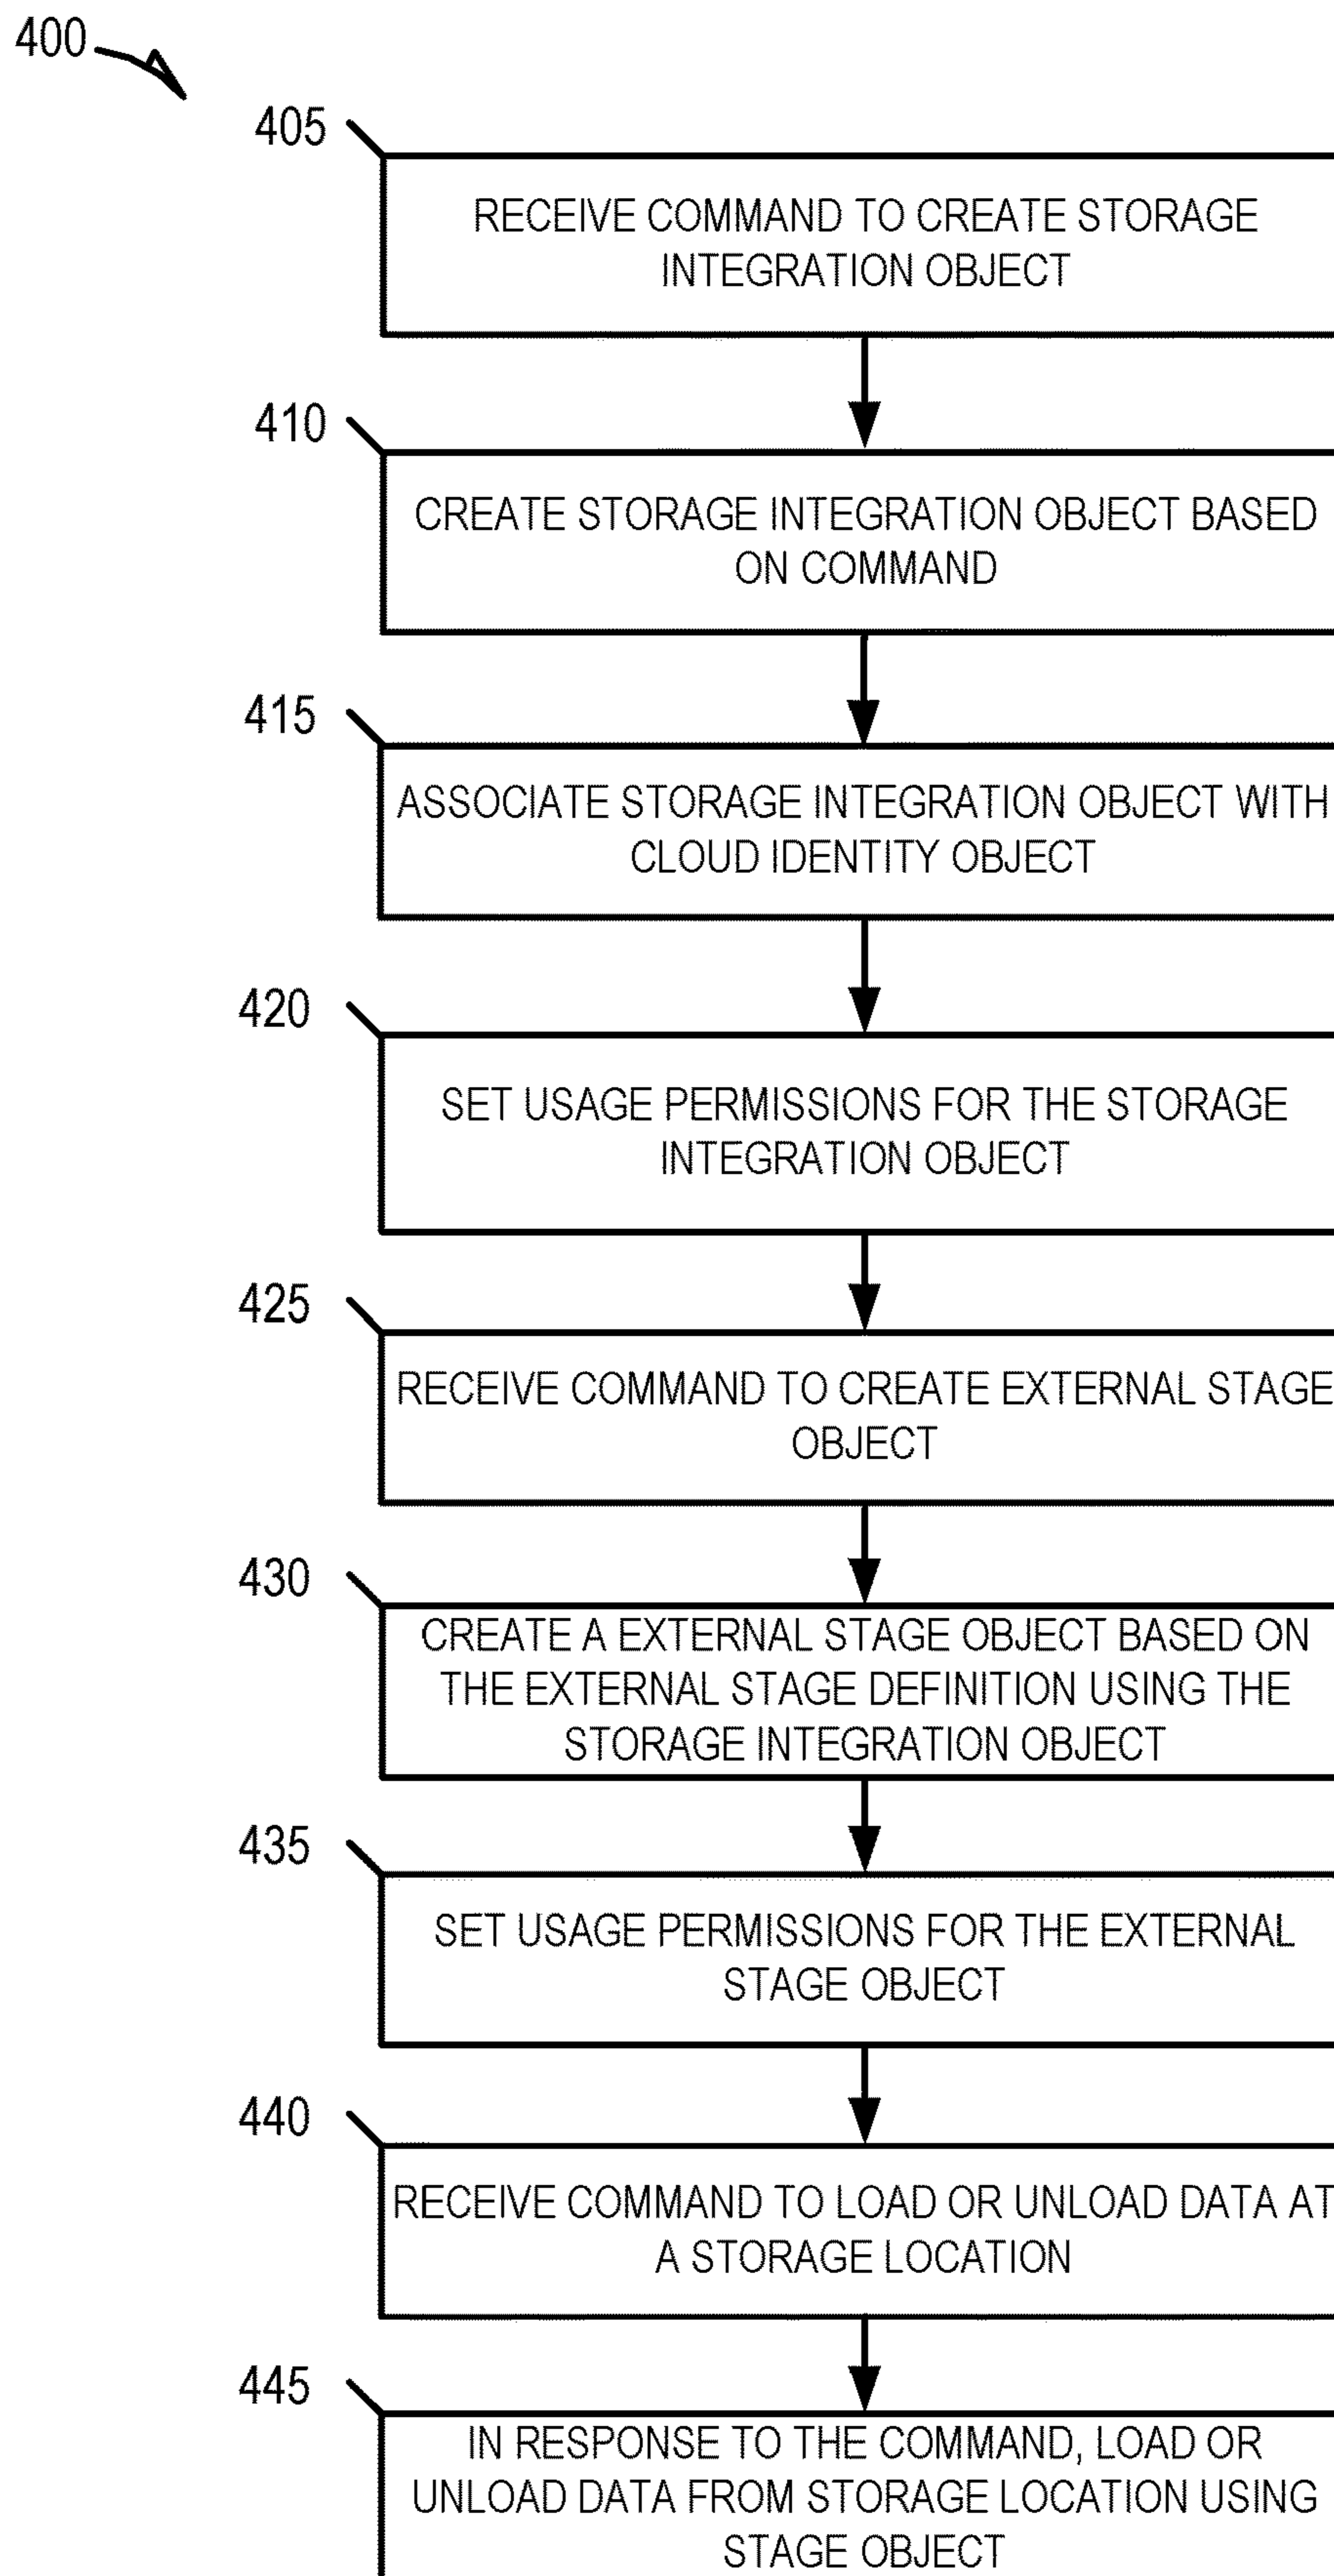 400
405
RECEIVE COMMAND TO CREATE STORAGE
INTEGRATION OBJECT
410
CREATE STORAGE INTEGRATION OBJECT BASED
ON COMMAND
415
ASSOCIATE STORAGE INTEGRATION OBJECT WITH
CLOUD IDENTITY OBJECT
420
SET USAGE PERMISSIONS FOR THE STORAGE
INTEGRATION OBJECT
425
RECEIVE COMMAND TO CREATE EXTERNAL STAGE
OBJECT
430
CREATE A EXTERNAL STAGE OBJECT BASED ON
THE EXTERNAL STAGE DEFINITION USING THE
STORAGE INTEGRATION OBJECT
435
SET USAGE PERMISSIONS FOR THE EXTERNAL
STAGE OBJECT
440
RECEIVE COMMAND TO LOAD OR UNLOAD DATA AT
A STORAGE LOCATION
445
IN RESPONSE TO THE COMMAND, LOAD OR
UNLOAD DATA FROM STORAGE LOCATION USING
STAGE OBJECT